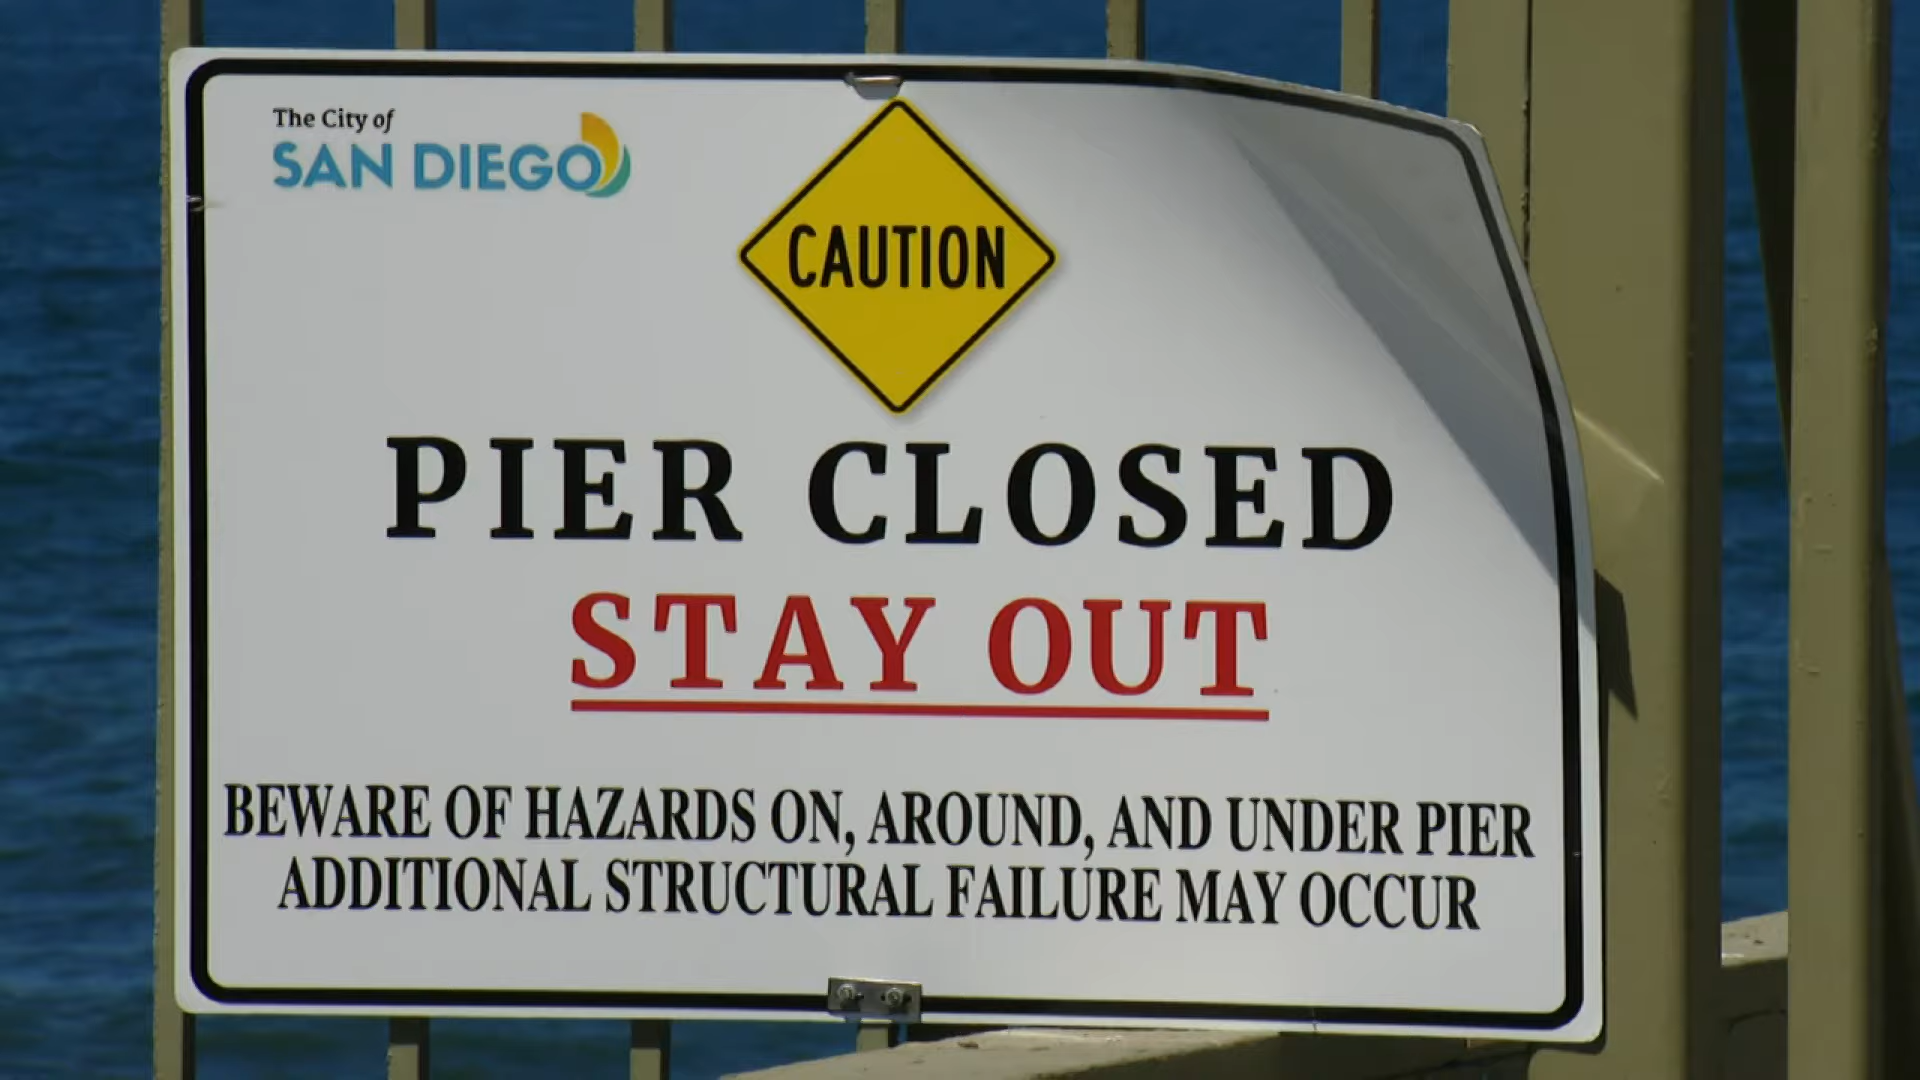 The City of
SAN DIEGO
CAUTION
PIER CLOSED
STAY OUT
BEWARE OF HAZARDS ON, AROUND, AND UNDER PIER
ADDITIONAL STRUCTURAL FAILURE MAY OCCUR